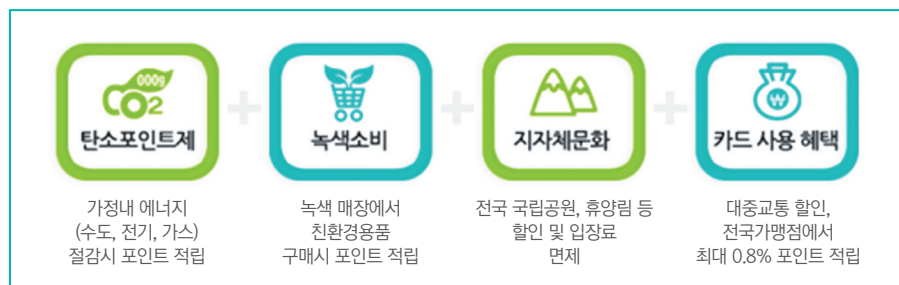 000g
CO2
탄소포인트제
가정내 에너지
(수도, 전기, 가스)
절감시 포인트 적립
녹색소비
녹색 매장에서
친환경용품
구매시 포인트 적립
지자체문화
전국 국립공원, 휴양림 등
할인 및 입장료
면제
₩
카드 사용 혜택
대중교통 할인,
전국가맹점에서
최대 0.8% 포인트 적립